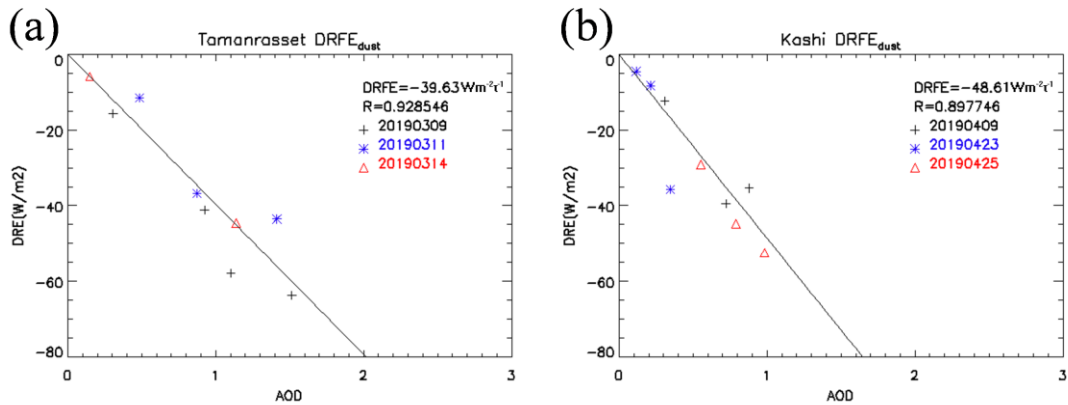 (a)
Tamanrasset DRFEdust
DRFE=−39.63Wm⁻²τ⁻¹
R=0.928546
+ 20190309
✳ 20190311
△ 20190314
DRE(W/m2)
0
−20
−40
−60
−80
0 1 2 3
AOD
(b)
Kashi DRFEdust
DRFE=−48.61Wm⁻²τ⁻¹
R=0.897746
+ 20190409
✳ 20190423
△ 20190425
DRE(W/m2)
0
−20
−40
−60
−80
0 1 2 3
AOD